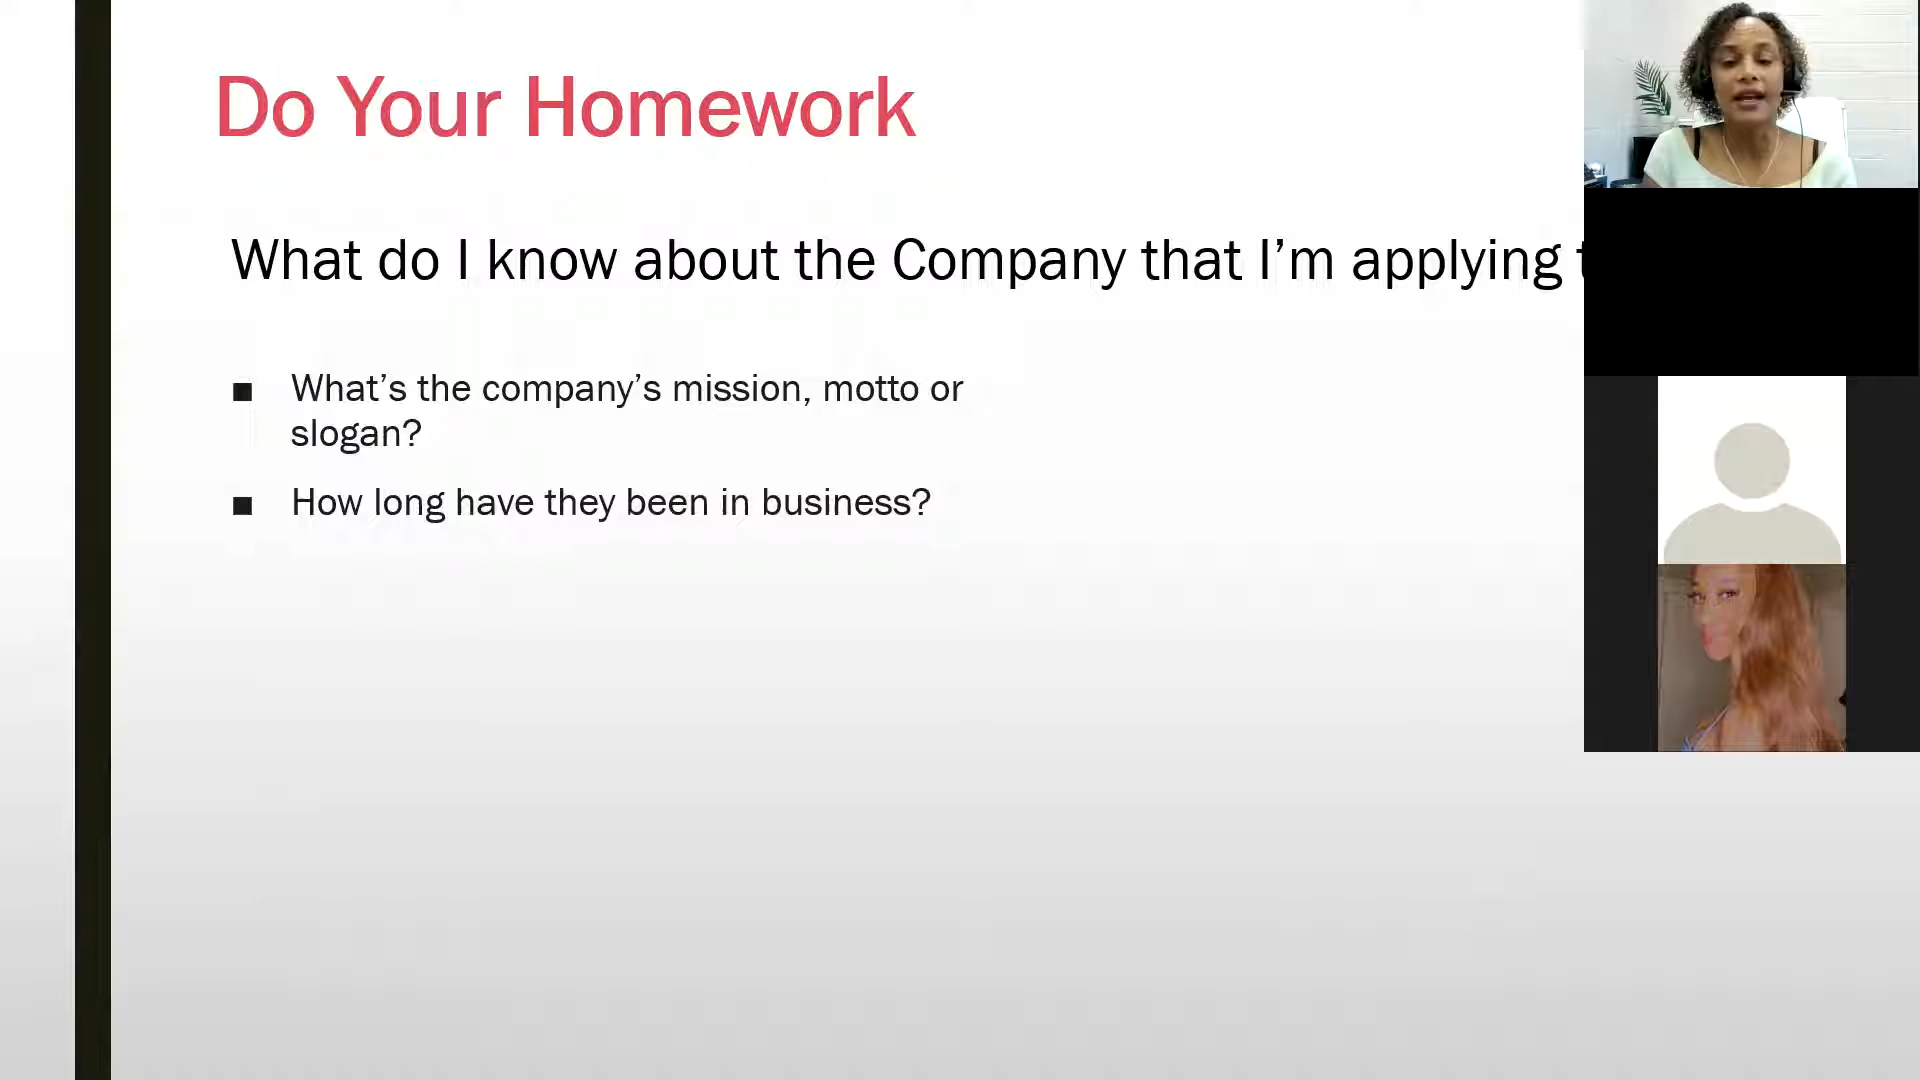 Do Your Homework
What do I know about the Company that I’m applying
■ What’s the company’s mission, motto or
slogan?
■ How long have they been in business?